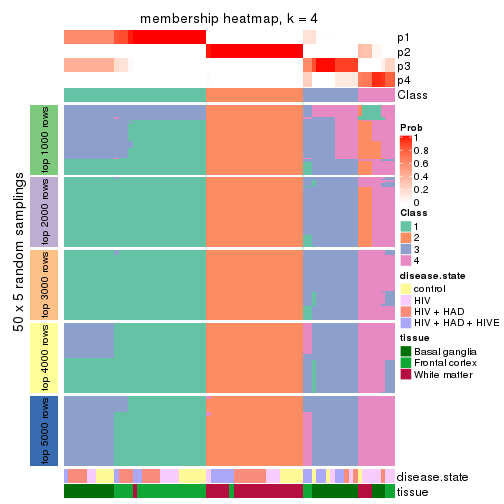 membership heatmap, k = 4
p1
p2
p3
p4
Class
50 x 5 random samplings
top 1000 rows
top 2000 rows
top 3000 rows
top 4000 rows
top 5000 rows
Prob
1
0.8
0.6
0.4
0.2
0
Class
1
2
3
4
disease.state
control
HIV
HIV + HAD
HIV + HAD + HIVE
tissue
Basal ganglia
Frontal cortex
White matter
disease.state
tissue